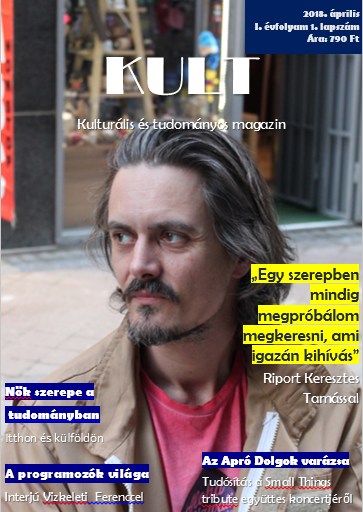 2018. április
I. évfolyam 1. lapszám
Ára: 790 Ft
KULT
Kulturális és tudományos magazin
„Egy szerepben
mindig
megpróbálom
megkeresni, ami
igazán kihívás”
Riport Keresztes
Tamással
Nők szerepe a
tudományban
Itthon és külföldön
A programozók világa
Interjú Vizkeleti Ferenccel
Az Apró Dolgok varázsa
Tudósítás a Small Things
tribute együttes koncertjéről